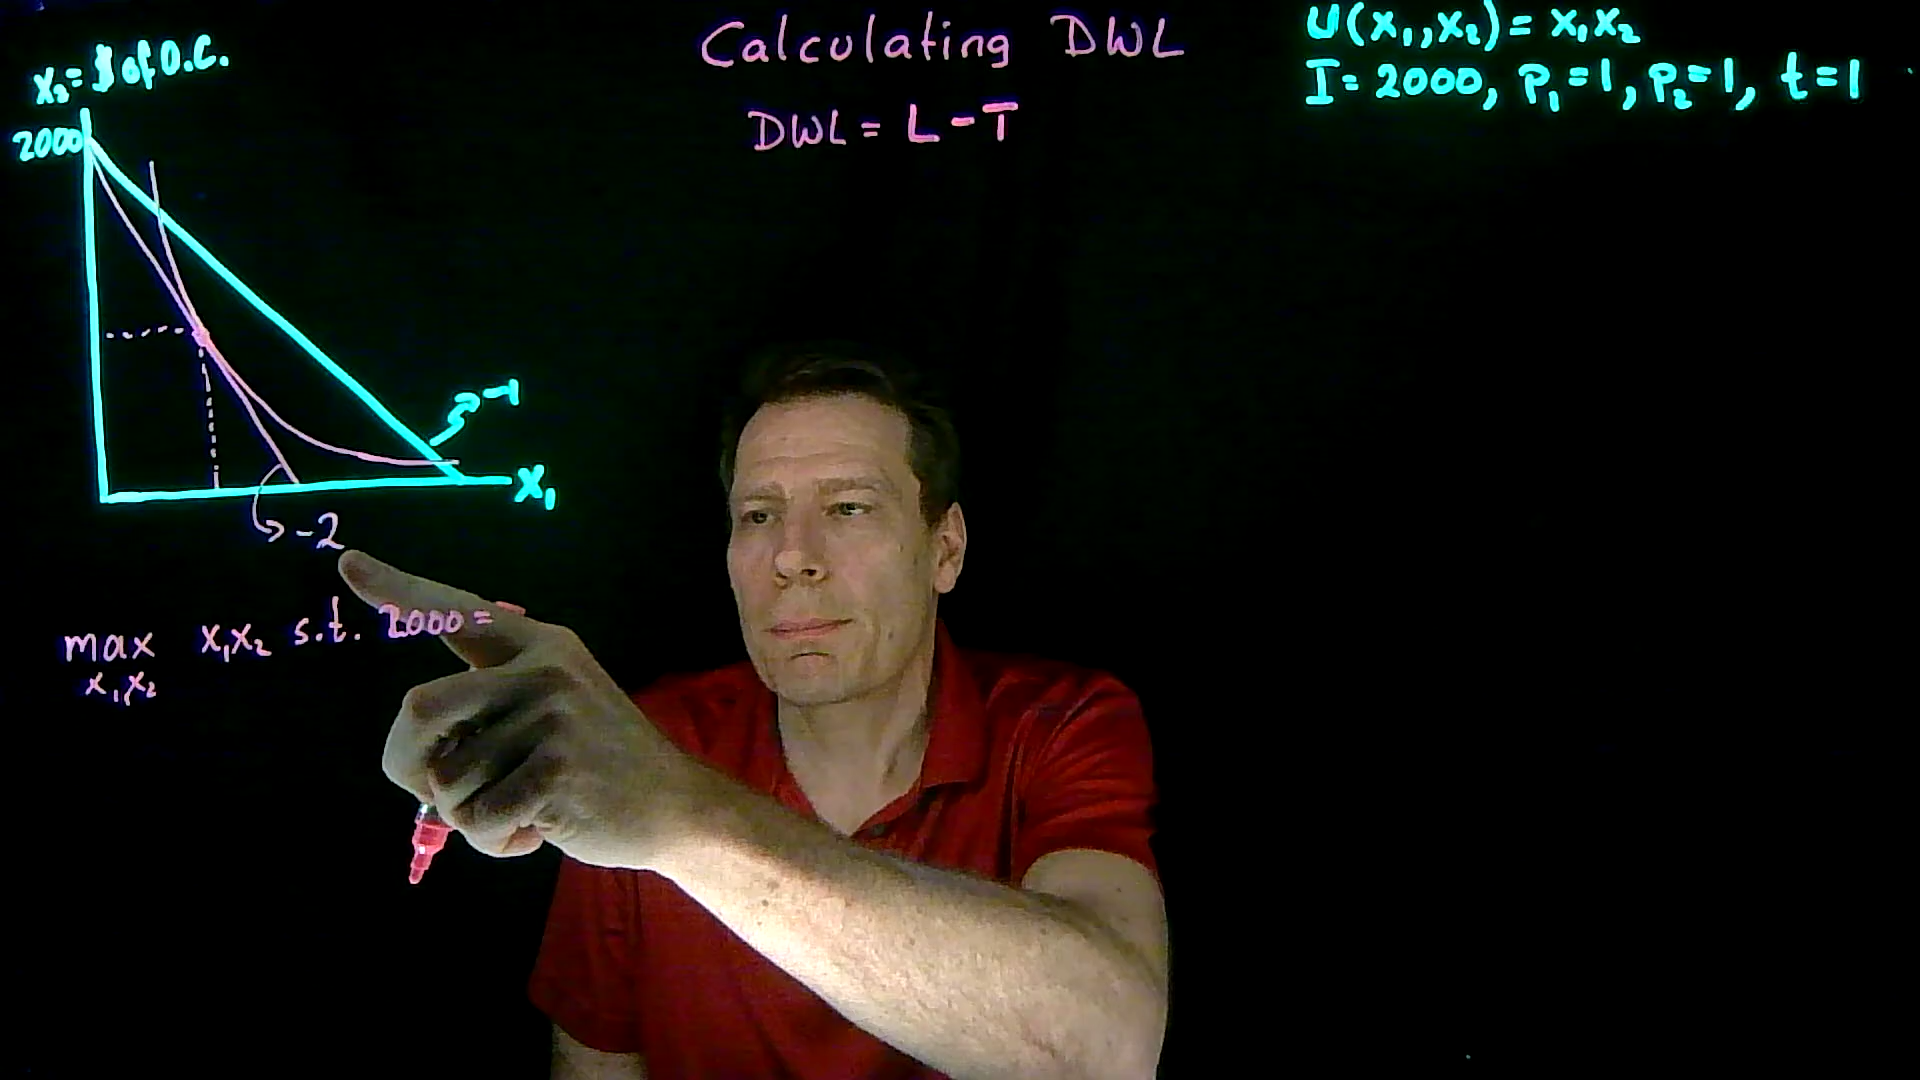 Calculating DWL
DWL = L - T
U(x₁,x₂) = x₁x₂
I = 2000, p₁=1, p₂=1, t=1
x₂= $ of O.C.
2000
-1
x₁
-2
max x₁x₂ s.t. 2000 =
x₁,x₂